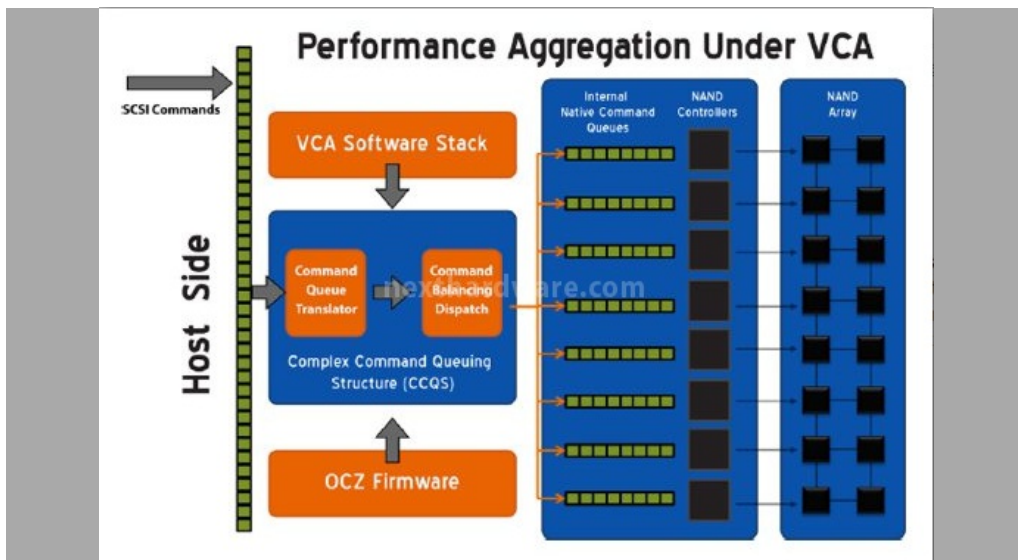 Performance Aggregation Under VCA
SCSI Commands
Host Side
VCA Software Stack
Command
Queue
Translator
Command
Balancing
Dispatch
Complex Command Queuing
Structure (CCQS)
OCZ Firmware
Internal
Native Command
Queues
NAND
Controllers
NAND
Array
nexthardware.com